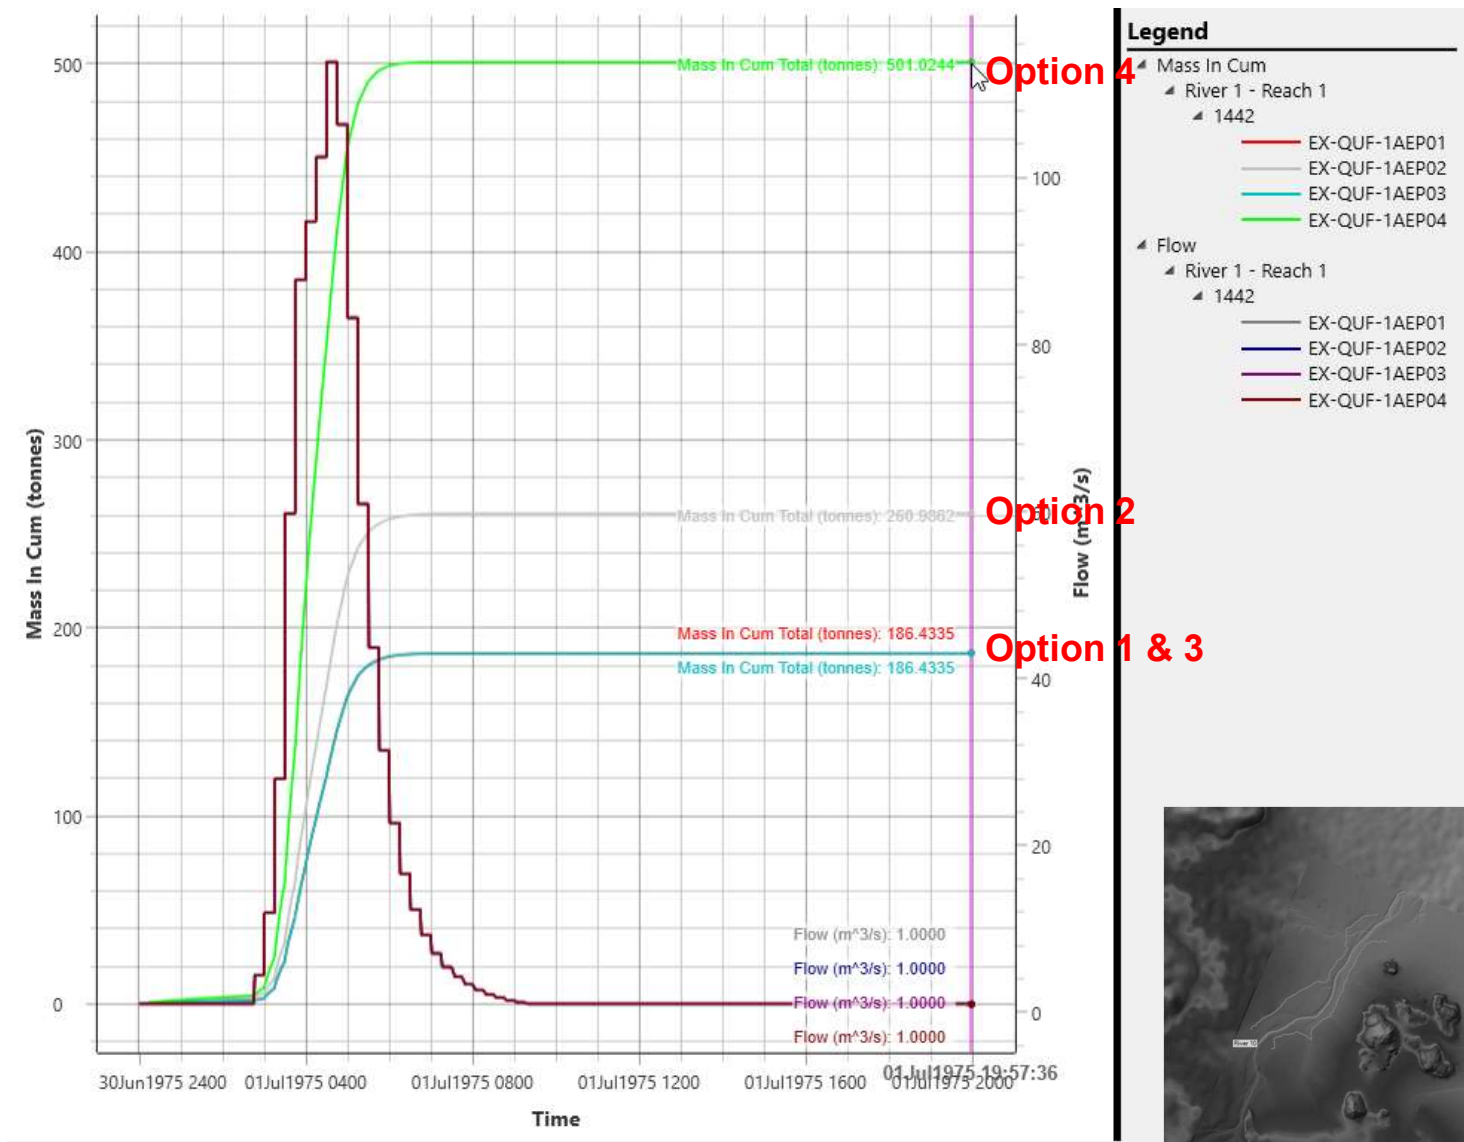 Mass In Cum (tonnes)
500
400
300
200
100
0
Mass In Cum Total (tonnes): 501.0244
Option 4
Mass In Cum Total (tonnes): 260.9862
Option 2
Mass In Cum Total (tonnes): 186.4335
Option 1 & 3
Mass In Cum Total (tonnes): 186.4335
Flow (m^3/s): 1.0000
Flow (m^3/s): 1.0000
Flow (m^3/s): 1.0000
Flow (m^3/s): 1.0000
100
80
60
40
20
0
Flow (m^3/s)
30Jun1975 2400
01Jul1975 0400
01Jul1975 0800
01Jul1975 1200
01Jul1975 1600
01Jul1975 2000
01Jul1975 19:57:36
Time
Legend
Mass In Cum
River 1 - Reach 1
1442
EX-QUF-1AEP01
EX-QUF-1AEP02
EX-QUF-1AEP03
EX-QUF-1AEP04
Flow
River 1 - Reach 1
1442
EX-QUF-1AEP01
EX-QUF-1AEP02
EX-QUF-1AEP03
EX-QUF-1AEP04